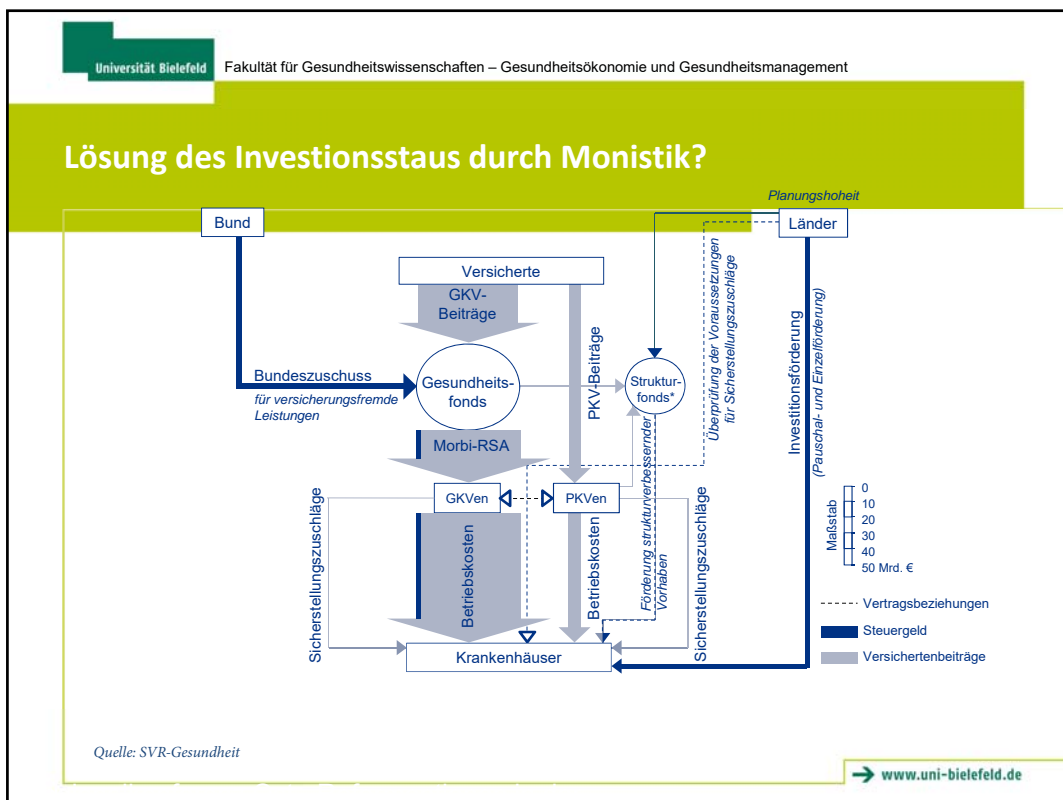 Universität Bielefeld
Fakultät für Gesundheitswissenschaften – Gesundheitsökonomie und Gesundheitsmanagement
Lösung des Investionsstaus durch Monistik?
Planungshoheit
Bund
Länder
Versicherte
GKV-
Beiträge
PKV-Beiträge
Überprüfung der Voraussetzungen
für Sicherstellungszuschläge
Investitionsförderung
(Pauschal- und Einzelförderung)
Bundeszuschuss
für versicherungsfremde
Leistungen
Gesundheits-
fonds
Struktur-
fonds*
Morbi-RSA
GKVen
PKVen
Sicherstellungszuschläge
Betriebskosten
Betriebskosten
Förderung strukturverbessernder
Vorhaben
Sicherstellungszuschläge
Krankenhäuser
Maßstab
0
10
20
30
40
50 Mrd. €
Vertragsbeziehungen
Steuergeld
Versichertenbeiträge
Quelle: SVR-Gesundheit
www.uni-bielefeld.de